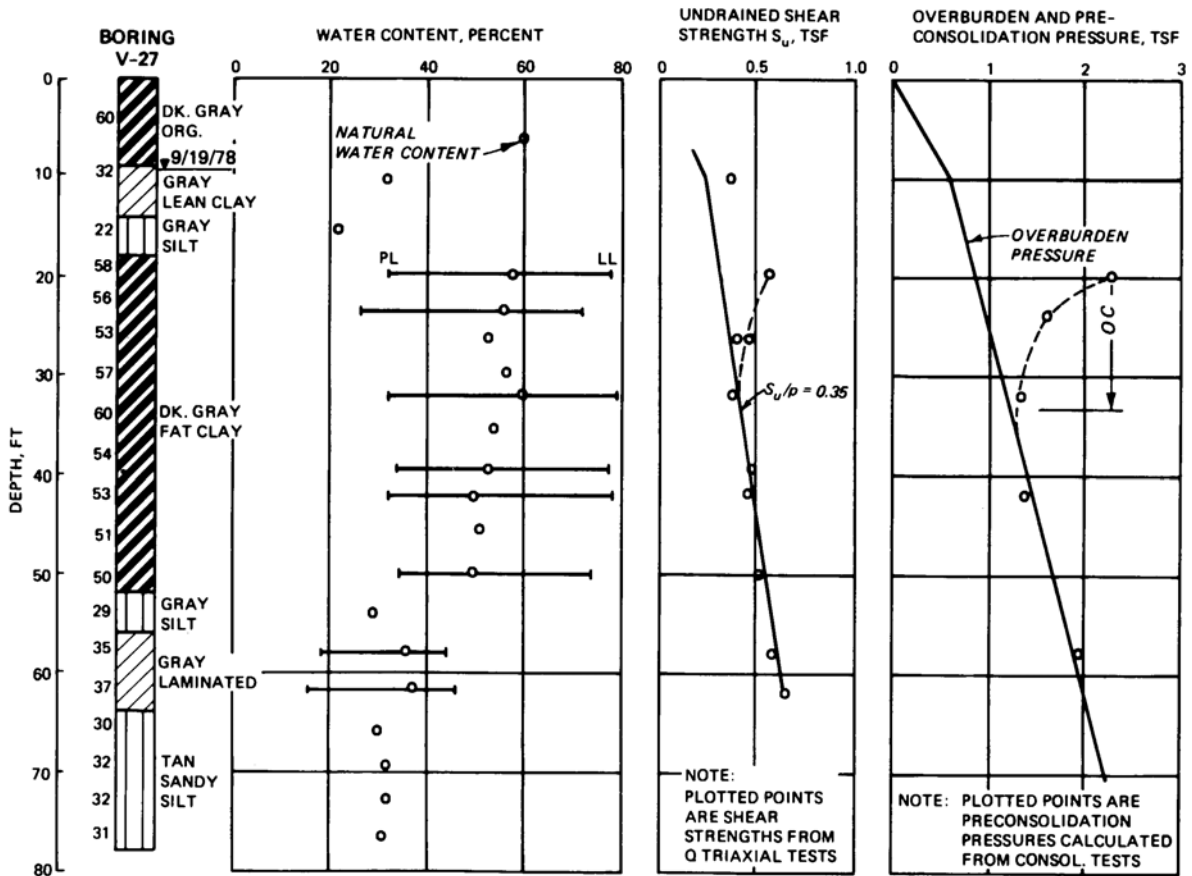 BORING
V-27
WATER CONTENT, PERCENT
UNDRAINED SHEAR
STRENGTH Su, TSF
OVERBURDEN AND PRE-
CONSOLIDATION PRESSURE, TSF
0 20 40 60 80
0 0.5 1.0
0 1 2 3
DEPTH, FT
0
10
20
30
40
50
60
70
80
60
32
22
58
56
53
57
60
54
53
51
50
29
35
37
30
32
32
31
DK. GRAY
ORG.
9/19/78
GRAY
LEAN CLAY
GRAY
SILT
DK. GRAY
FAT CLAY
GRAY
SILT
GRAY
LAMINATED
TAN
SANDY
SILT
NATURAL
WATER CONTENT
PL LL
Su/p = 0.35
NOTE:
PLOTTED POINTS
ARE SHEAR
STRENGTHS FROM
Q TRIAXIAL TESTS
OVERBURDEN
PRESSURE
OC
NOTE: PLOTTED POINTS ARE
PRECONSOLIDATION
PRESSURES CALCULATED
FROM CONSOL. TESTS